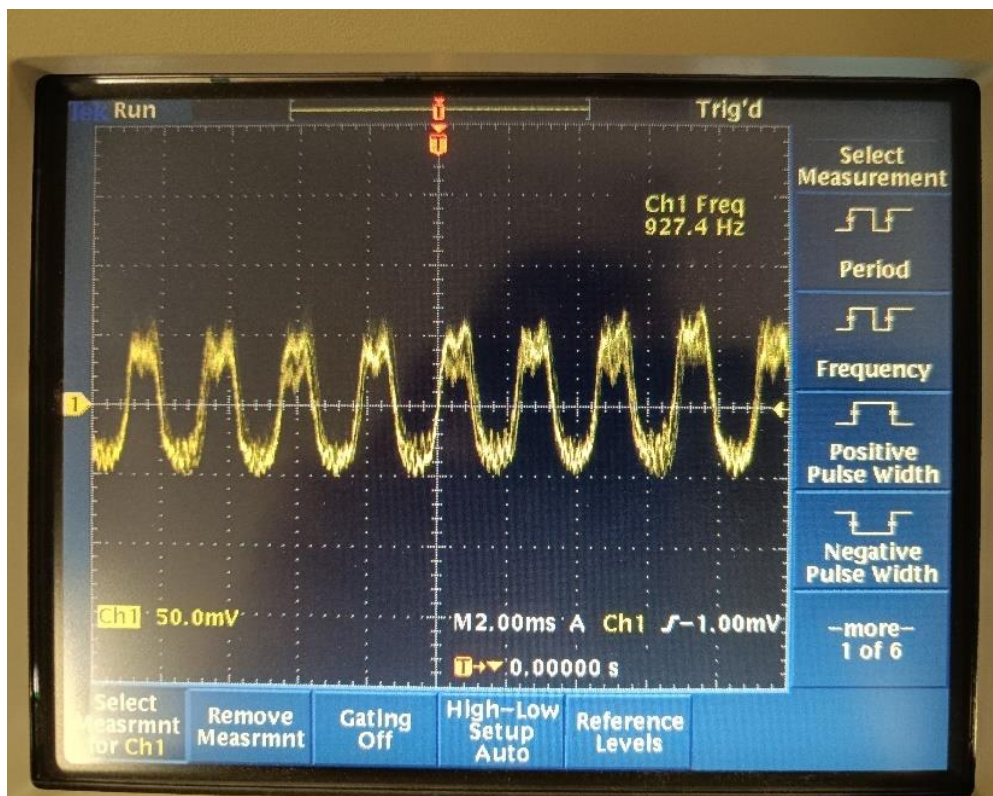 Tek Run
Trig'd
T
T
Ch1 Freq
927.4 Hz
1
Ch1 50.0mV
M2.00ms A Ch1 -1.00mV
T 0.00000 s
Select
Measurement
Period
Frequency
Positive
Pulse Width
Negative
Pulse Width
-more-
1 of 6
Select
Measrmnt
for Ch1
Remove
Measrmnt
Gating
Off
High-Low
Setup
Auto
Reference
Levels